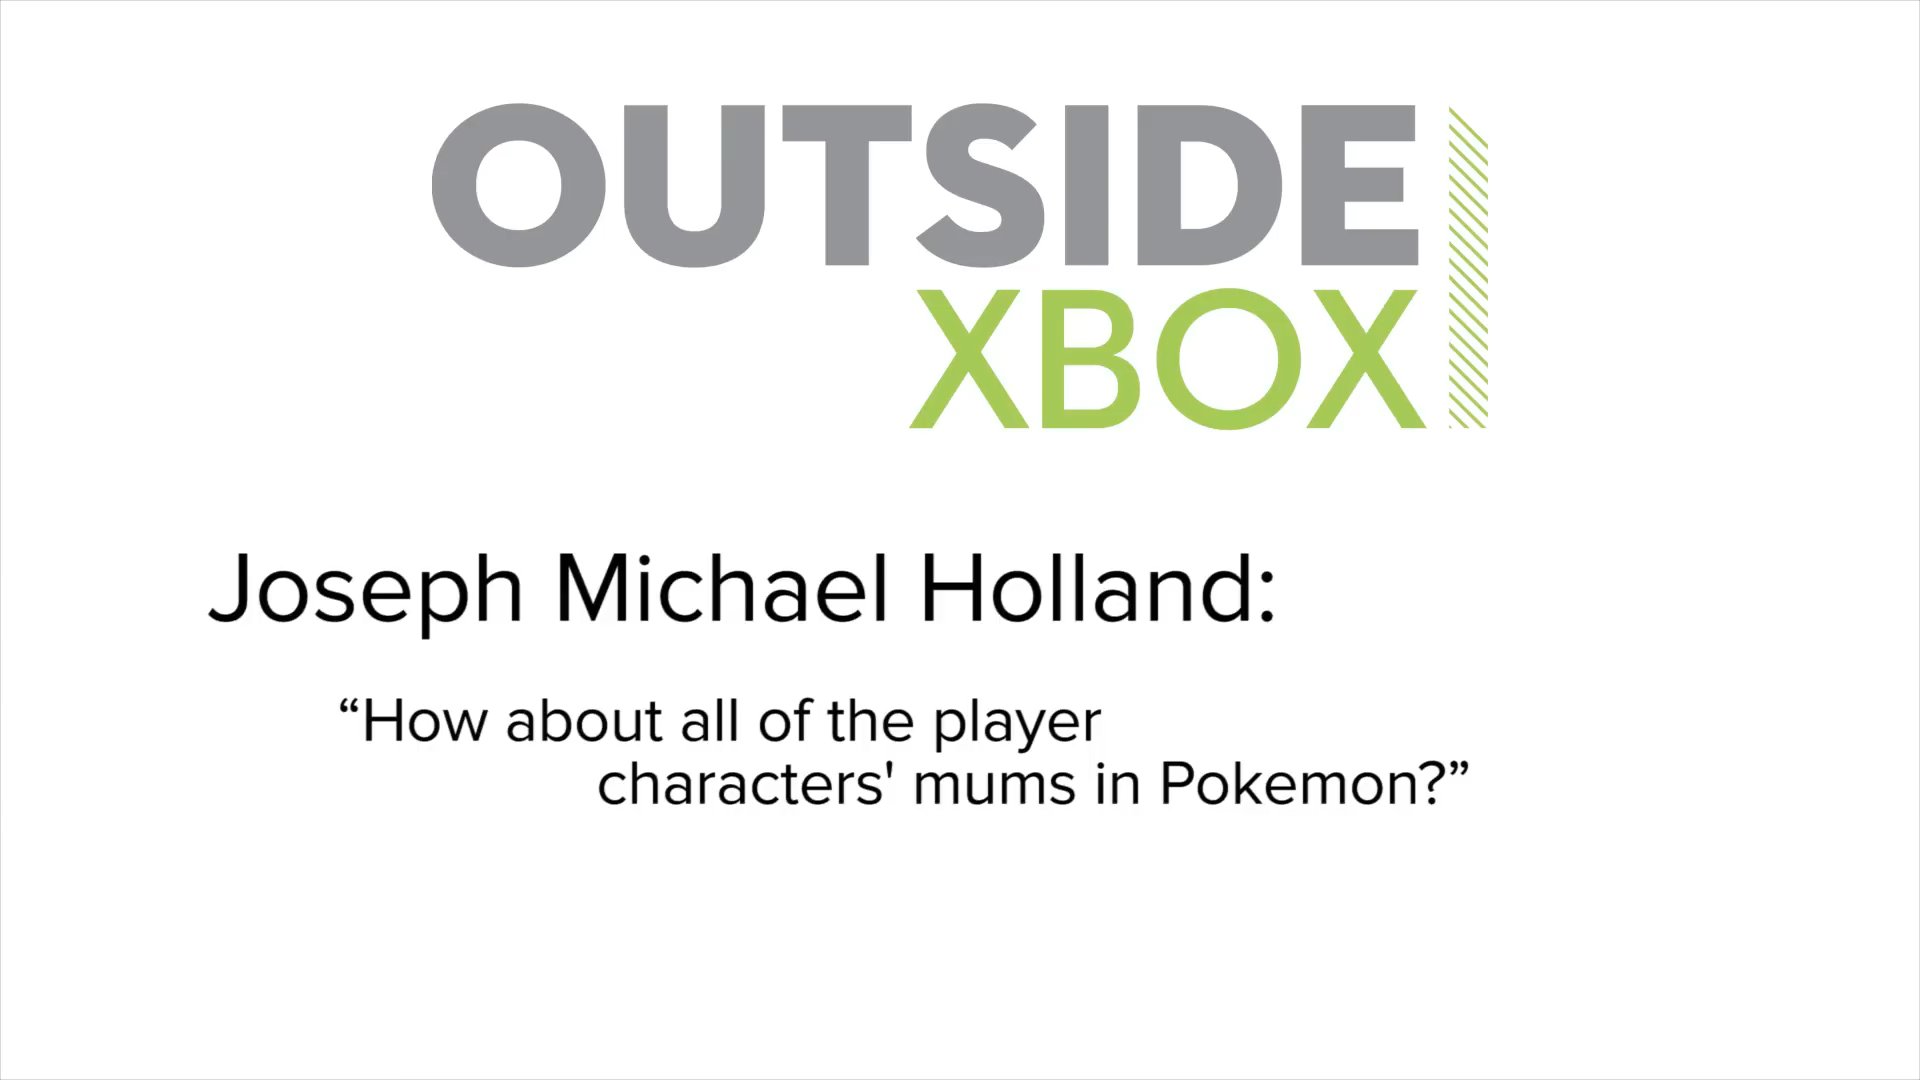 OUTSIDE
XBOX
Joseph Michael Holland:
“How about all of the player
characters' mums in Pokemon?”